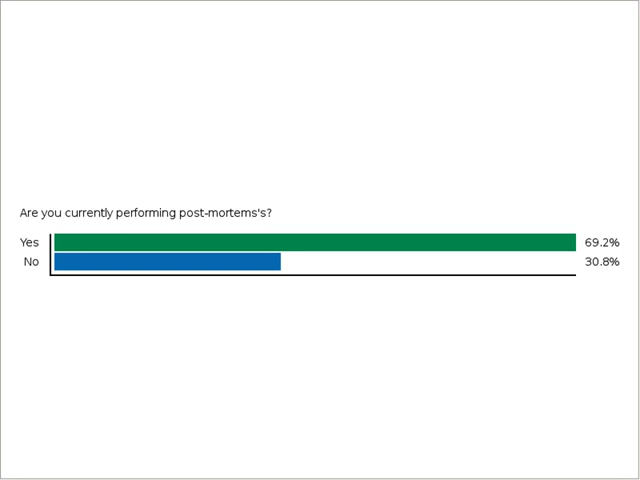 Are you currently performing post-mortems's?
Yes 69.2%
No 30.8%